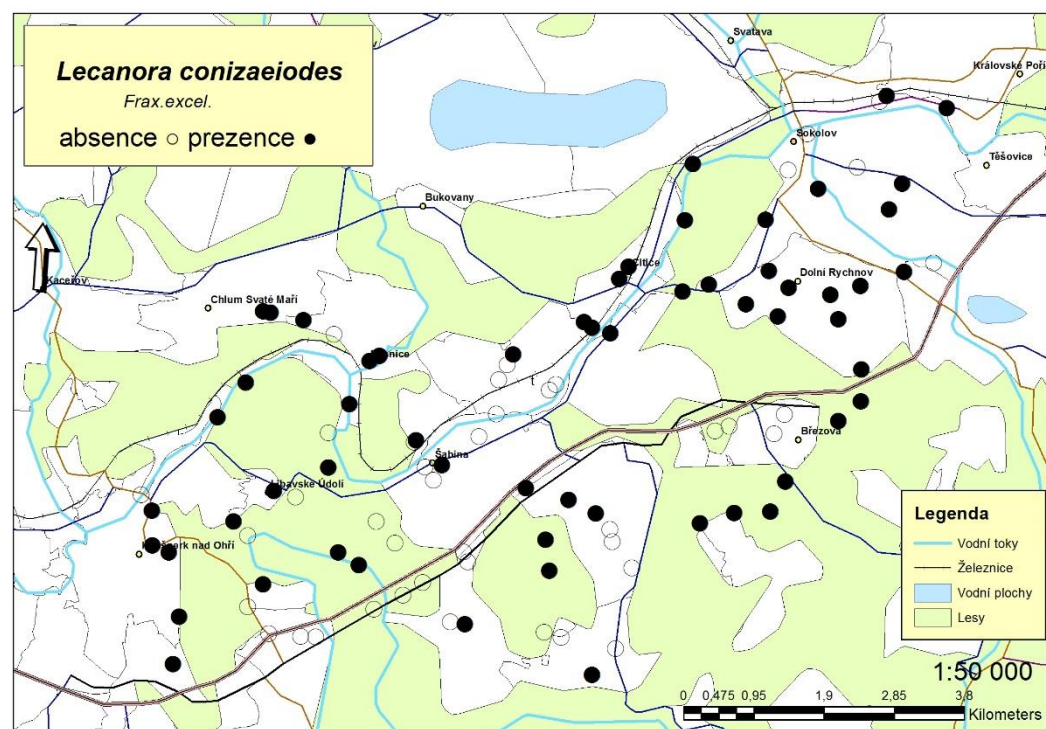 Lecanora conizaeiodes
Frax.excel.
absence ○ prezence ●
Svatava
Královské Poří
Sokolov
Těšovice
Bukovany
Kaceřov
Chlum Svaté Maří
Citice
Dolní Rychnov
Šabina
Březová
Libavské Údolí
nad Ohří
Legenda
Vodní toky
Železnice
Vodní plochy
Lesy
1:50 000
0 0,475 0,95 1,9 2,85 3,8
Kilometers